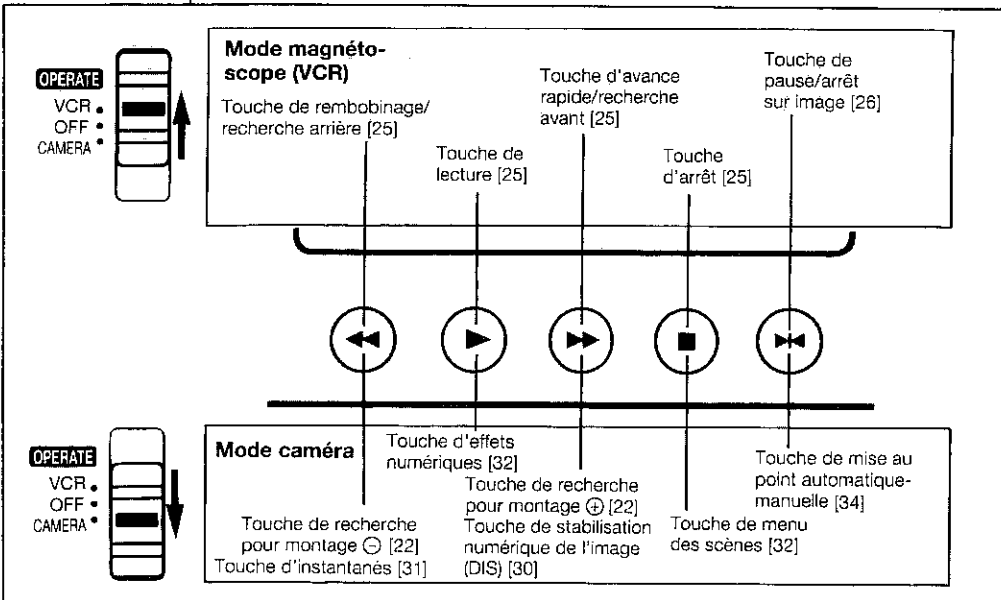 Mode magnéto-
scope (VCR)
OPERATE
VCR
OFF
CAMERA
Touche de rembobinage/
recherche arrière [25]
Touche de
lecture [25]
Touche d'avance
rapide/recherche
avant [25]
Touche
d'arrêt [25]
Touche de
pause/arrêt
sur image [26]
OPERATE
VCR
OFF
CAMERA
Mode caméra
Touche de recherche
pour montage ⊖ [22]
Touche d'instantanés [31]
Touche d'effets
numériques [32]
Touche de recherche
pour montage ⊕ [22]
Touche de stabilisation
numérique de l'image
(DIS) [30]
Touche de menu
des scènes [32]
Touche de mise au
point automatique-
manuelle [34]